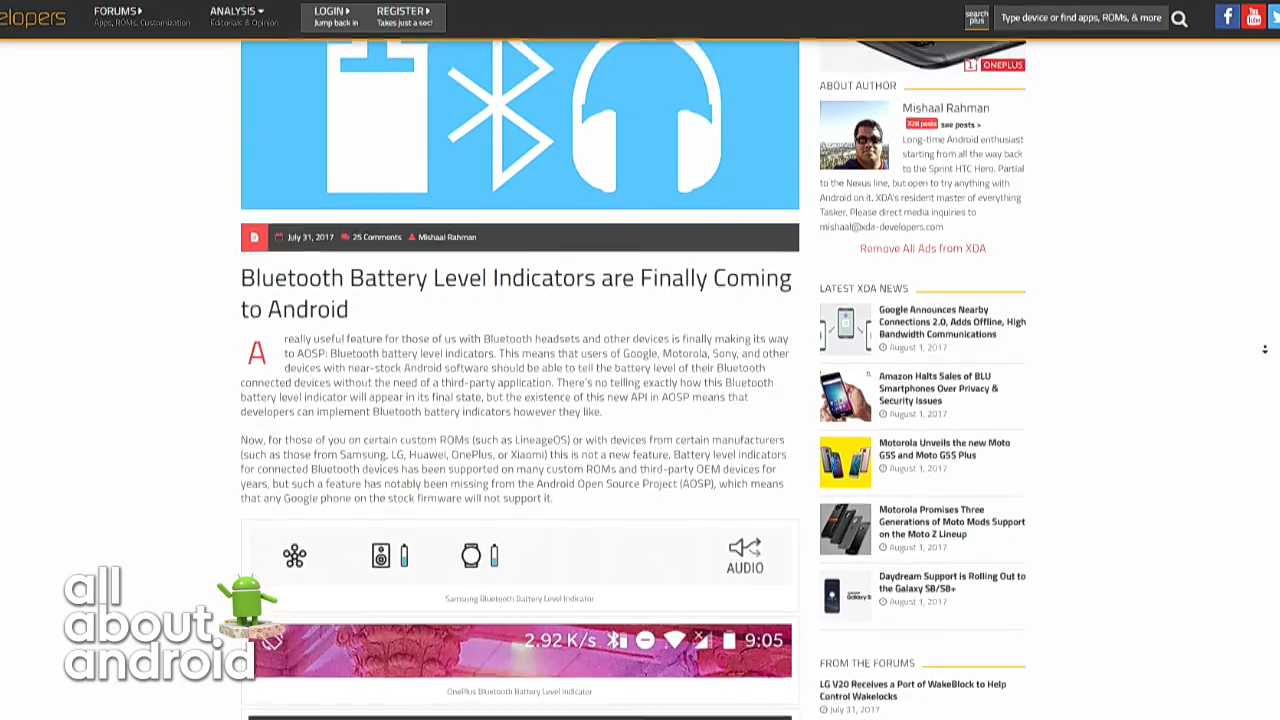 elopers
FORUMS
Apps, ROMs, Customization
ANALYSIS
Editorials & Opinion
LOGIN
Jump back in
REGISTER
Takes just a sec!
search
plus
Type device or find apps, ROMs, & more
f
You
Tube
1 ONEPLUS
July 31, 2017 25 Comments Mishaal Rahman
Bluetooth Battery Level Indicators are Finally Coming
to Android
A really useful feature for those of us with Bluetooth headsets and other devices is finally making its way
to AOSP: Bluetooth battery level indicators. This means that users of Google, Motorola, Sony, and other
devices with near-stock Android software should be able to tell the battery level of their Bluetooth
connected devices without the need of a third-party application. There's no telling exactly how this Bluetooth
battery level indicator will appear in its final state, but the existence of this new API in AOSP means that
developers can implement Bluetooth battery indicators however they like.
Now, for those of you on certain custom ROMs (such as LineageOS) or with devices from certain manufacturers
(such as those from Samsung, LG, Huawei, OnePlus, or Xiaomi) this is not a new feature. Battery level indicators
for connected Bluetooth devices has been supported on many custom ROMs and third-party OEM devices for
years, but such a feature has notably been missing from the Android Open Source Project (AOSP), which means
that any Google phone on the stock firmware will not support it.
AUDIO
Samsung Bluetooth Battery Level Indicator
2.92 K/s 9:05
OnePlus Bluetooth Battery Level Indicator
all
about
android
ABOUT AUTHOR
Mishaal Rahman
328 posts see posts >
Long-time Android enthusiast
starting from all the way back
to the Sprint HTC Hero. Partial
to the Nexus line, but open to try anything with
Android on it. XDA's resident master of everything
Tasker. Please direct media inquiries to
mishaal@xda-developers.com
Remove All Ads from XDA
LATEST XDA NEWS
Google Announces Nearby
Connections 2.0, Adds Offline, High
Bandwidth Communications
August 1, 2017
Amazon Halts Sales of BLU
Smartphones Over Privacy &
Security Issues
August 1, 2017
Motorola Unveils the new Moto
G5S and Moto G5S Plus
August 1, 2017
Motorola Promises Three
Generations of Moto Mods Support
on the Moto Z Lineup
August 1, 2017
Daydream Support is Rolling Out to
the Galaxy S8/S8+
August 1, 2017
FROM THE FORUMS
LG V20 Receives a Port of WakeBlock to Help
Control Wakelocks
July 31, 2017